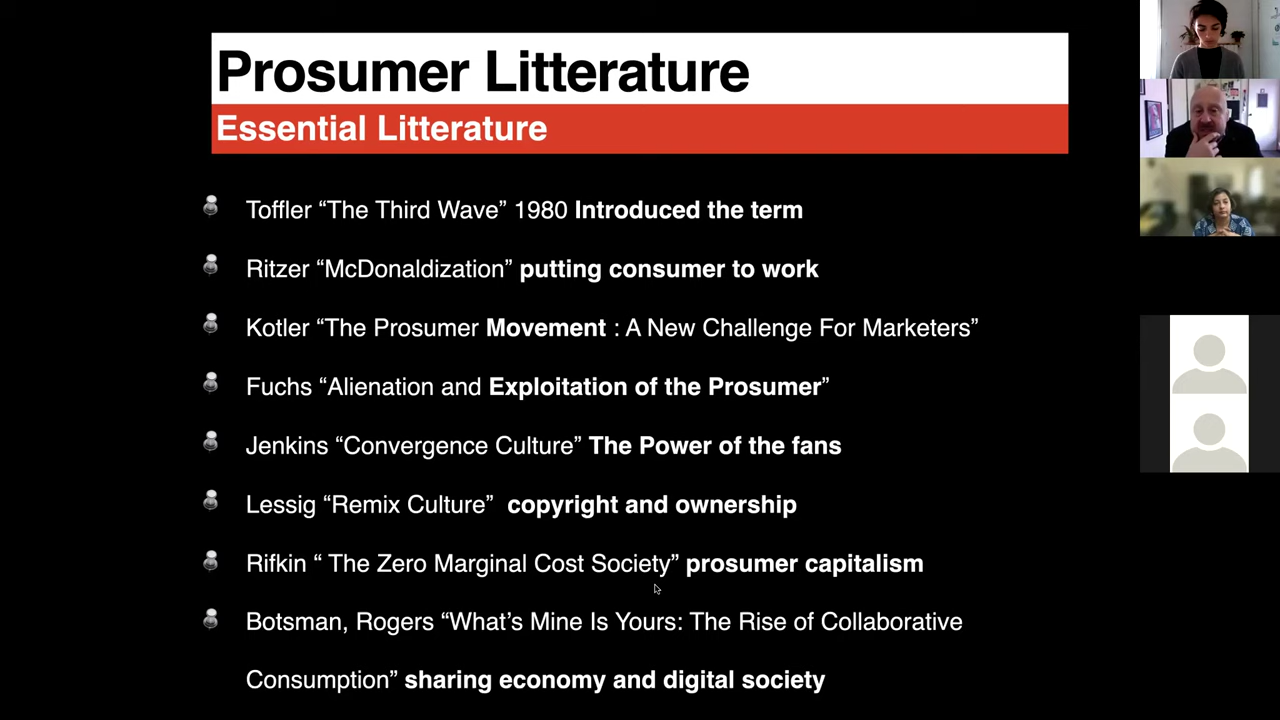 Prosumer Litterature
Essential Litterature
Toffler “The Third Wave” 1980 Introduced the term
Ritzer “McDonaldization” putting consumer to work
Kotler “The Prosumer Movement : A New Challenge For Marketers”
Fuchs “Alienation and Exploitation of the Prosumer”
Jenkins “Convergence Culture” The Power of the fans
Lessig “Remix Culture” copyright and ownership
Rifkin “ The Zero Marginal Cost Society” prosumer capitalism
Botsman, Rogers “What’s Mine Is Yours: The Rise of Collaborative
Consumption” sharing economy and digital society